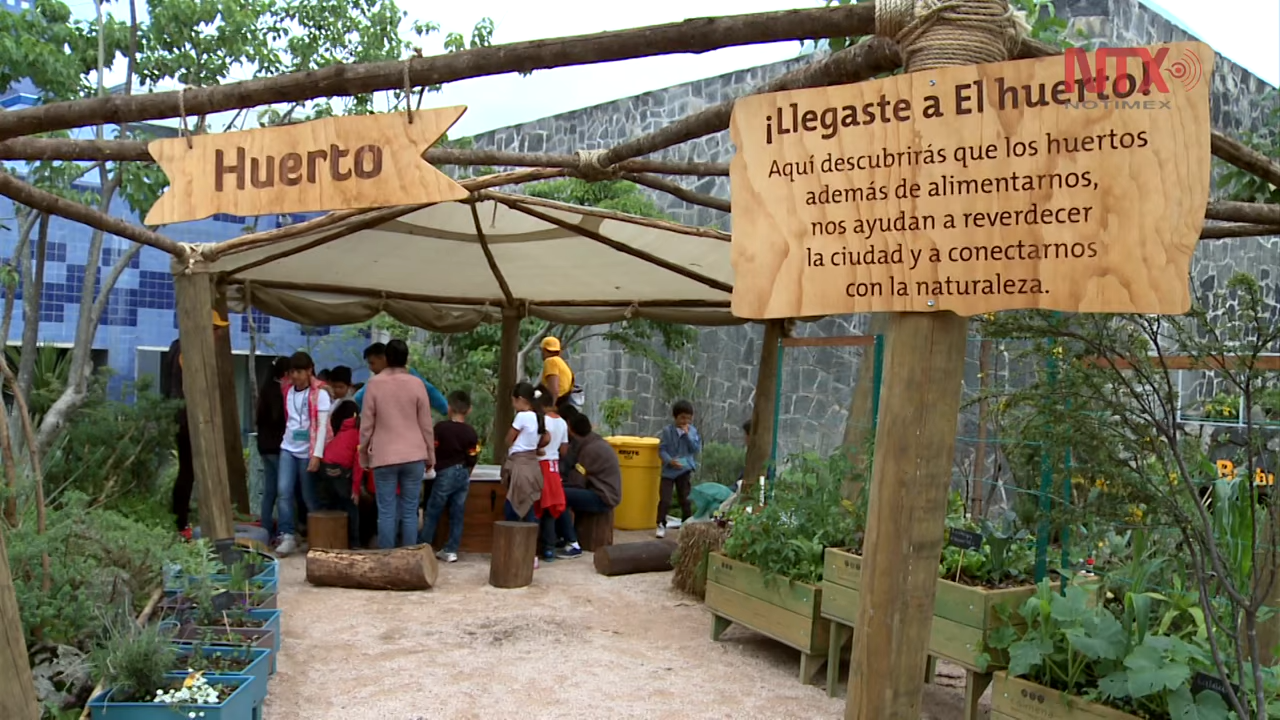 NTX
NOTIMEX
Huerto
¡Llegaste a El huerto!
Aquí descubrirás que los huertos
además de alimentarnos,
nos ayudan a reverdecer
la ciudad y a conectarnos
con la naturaleza.